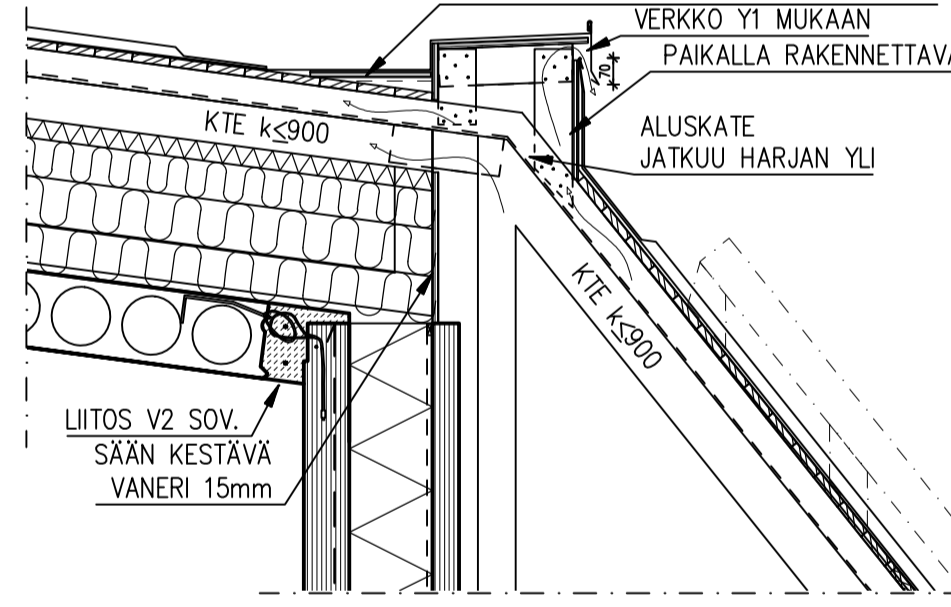 VERKKO Y1 MUKAAN
PAIKALLA RAKENNETTAVA
70
ALUSKATE
JATKUU HARJAN YLI
KTE k≤900
KTE k≤900
LIITOS V2 SOV.
SÄÄN KESTÄVÄ
VANERI 15mm